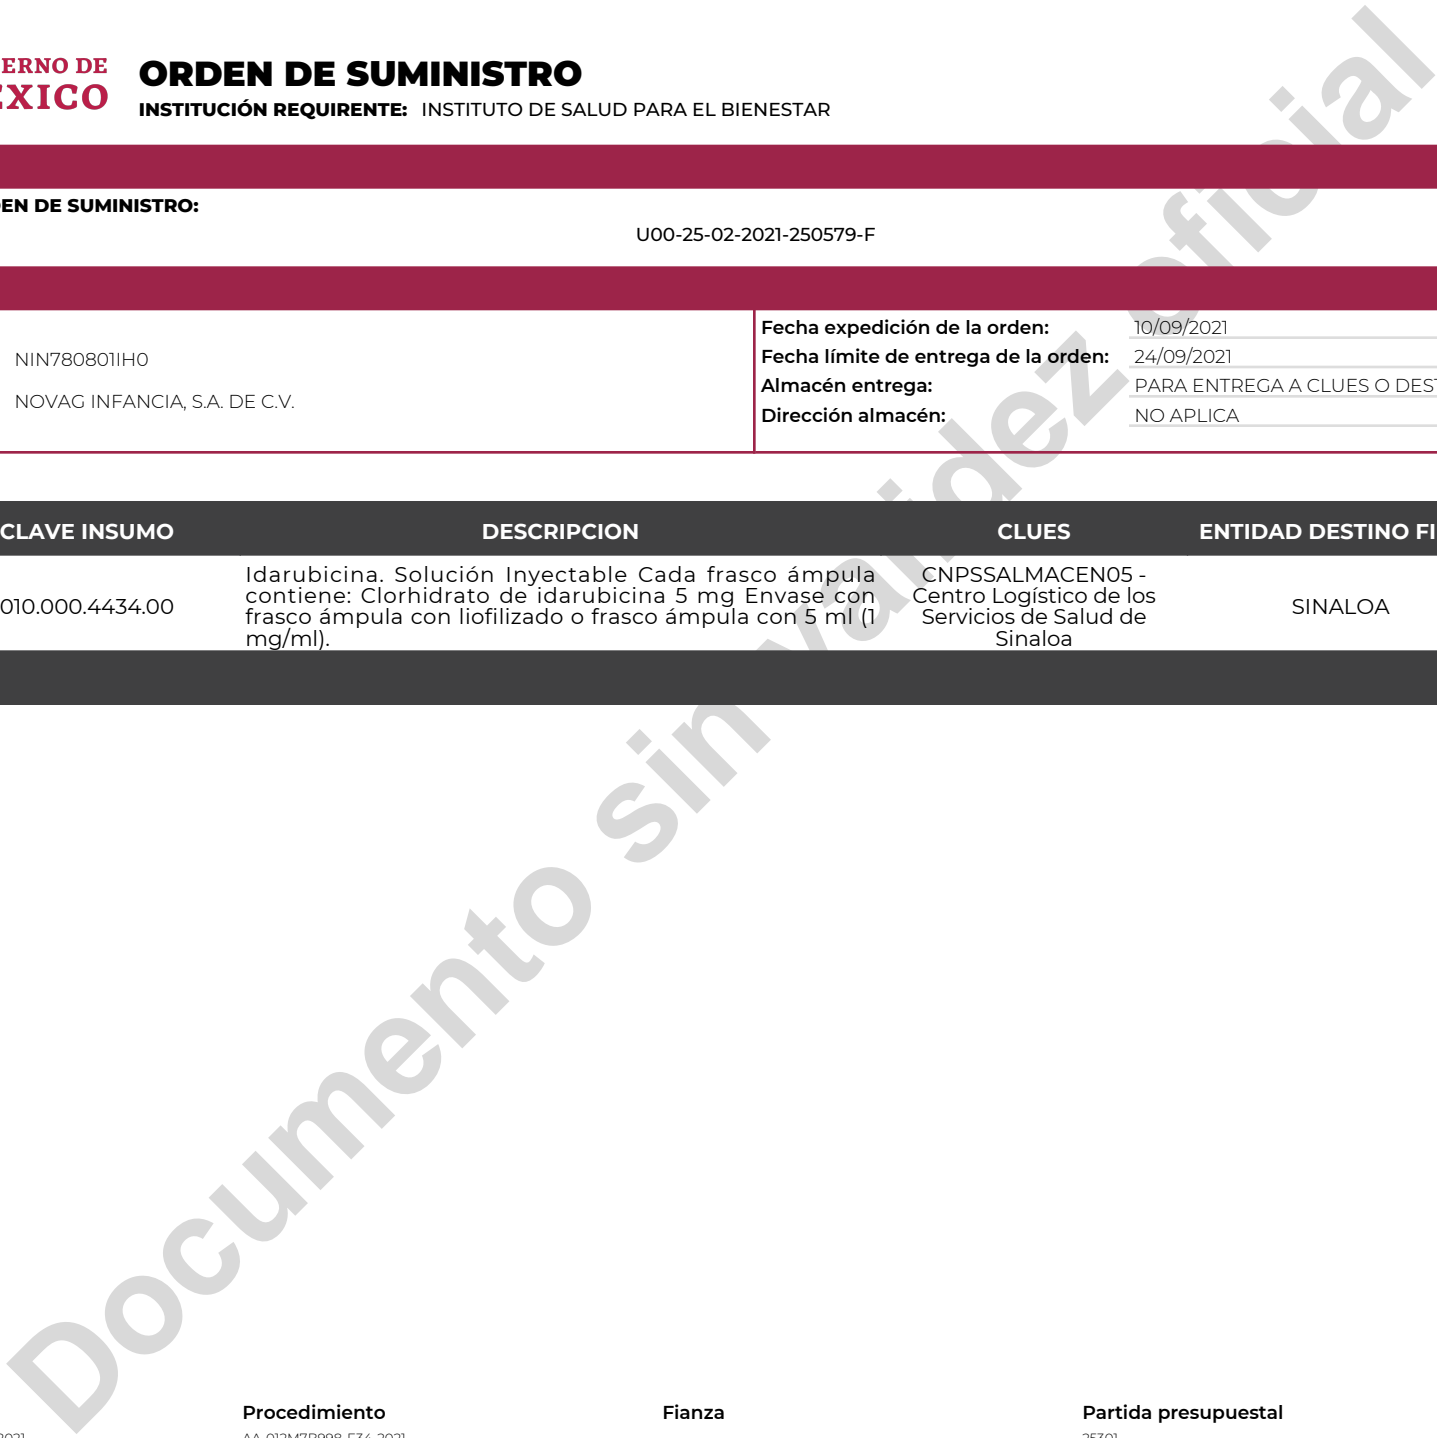 ERNO DE
ORDEN DE SUMINISTRO
INSTITUCIÓN REQUIRENTE: INSTITUTO DE SALUD PARA EL BIENESTAR
EN DE SUMINISTRO:
U00-25-02-2021-250579-F
NIN780801IH0
NOVAG INFANCIA, S.A. DE C.V.
Fecha expedición de la orden: 10/09/2021
Fecha límite de entrega de la orden: 24/09/2021
Almacén entrega: PARA ENTREGA A CLUES O DEST
Dirección almacén: NO APLICA
CLAVE INSUMO DESCRIPCION CLUES ENTIDAD DESTINO FI
010.000.4434.00
Idarubicina. Solución Inyectable Cada frasco ámpula
contiene: Clorhidrato de idarubicina 5 mg Envase con
frasco ámpula con liofilizado o frasco ámpula con 5 ml (1
mg/ml).
CNPSSALMACEN05 -
Centro Logístico de los
Servicios de Salud de
Sinaloa
SINALOA
Documento sin validez oficial
Procedimiento Fianza Partida presupuestal